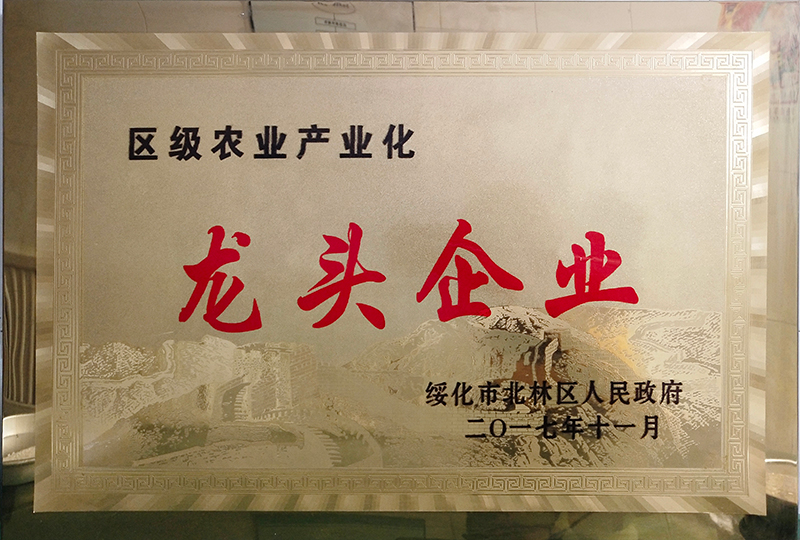 区级农业产业化
龙头企业
绥化市北林区人民政府
二〇一七年十一月